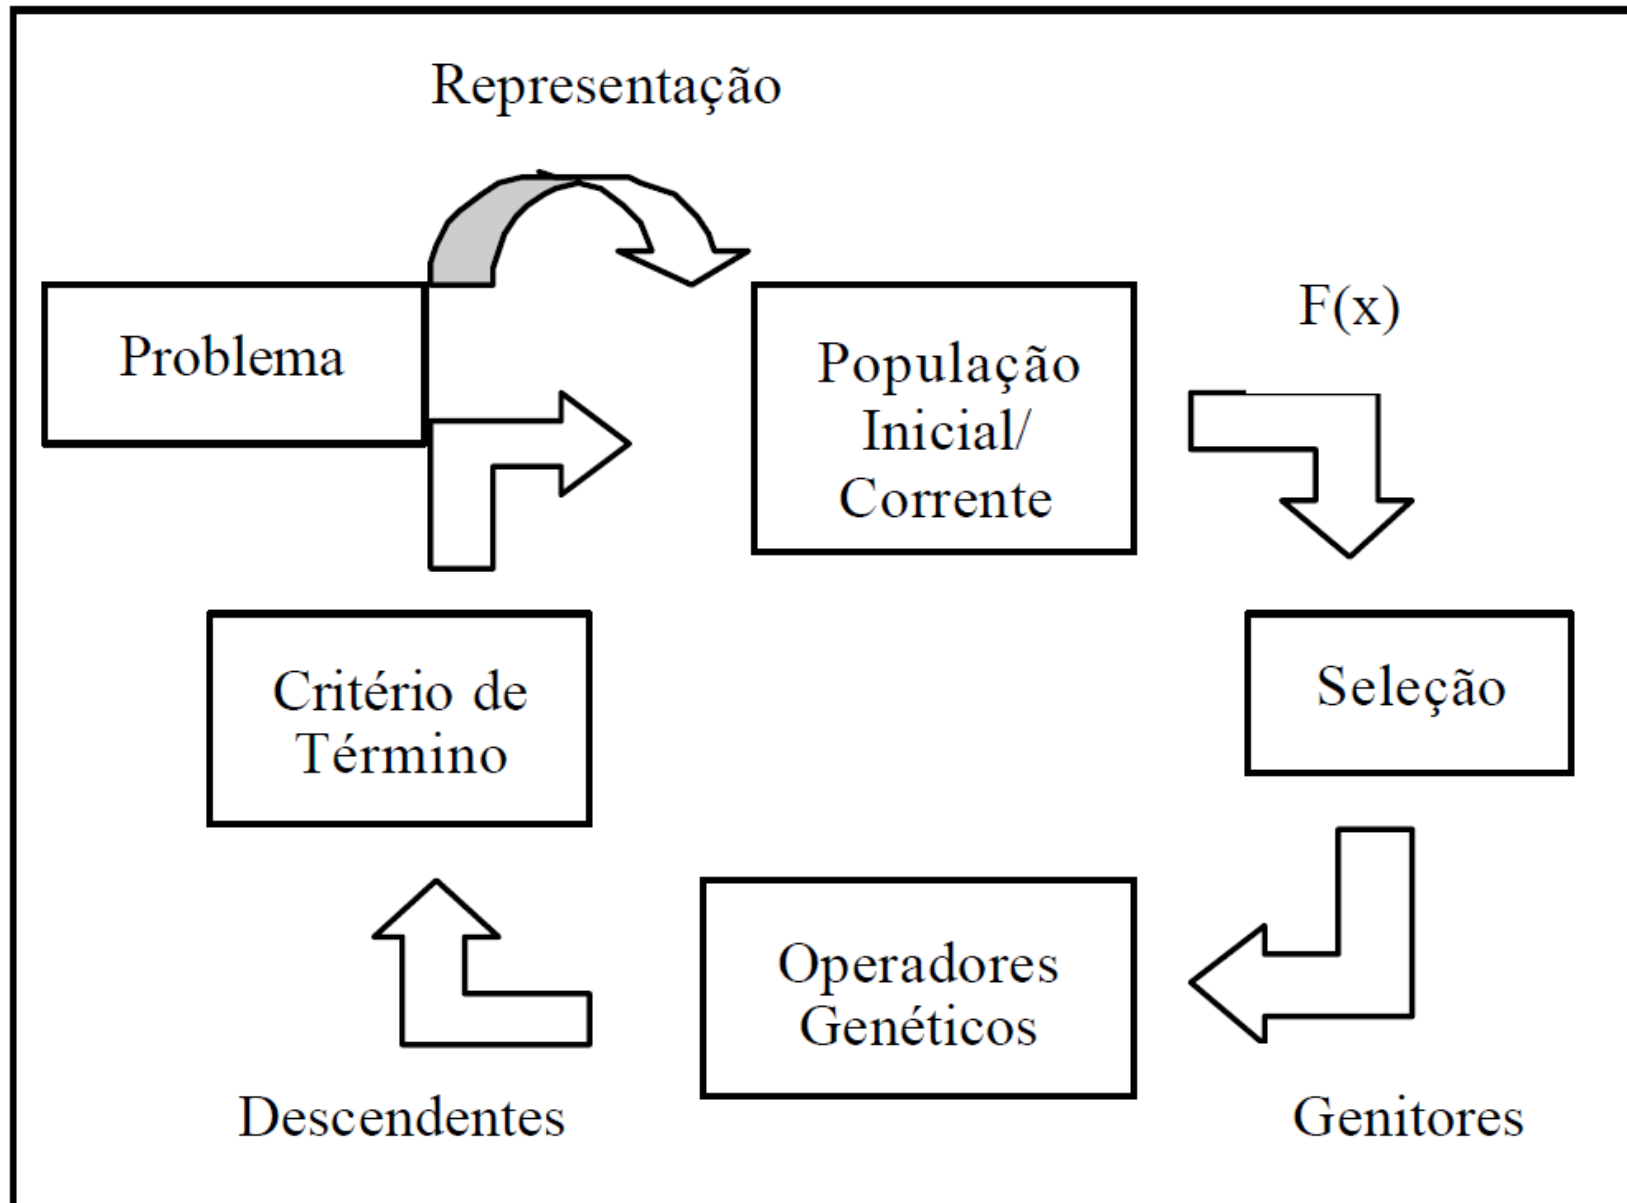 Representação
Problema
População
Inicial/
Corrente
F(x)
Critério de
Término
Seleção
Operadores
Genéticos
Descendentes
Genitores